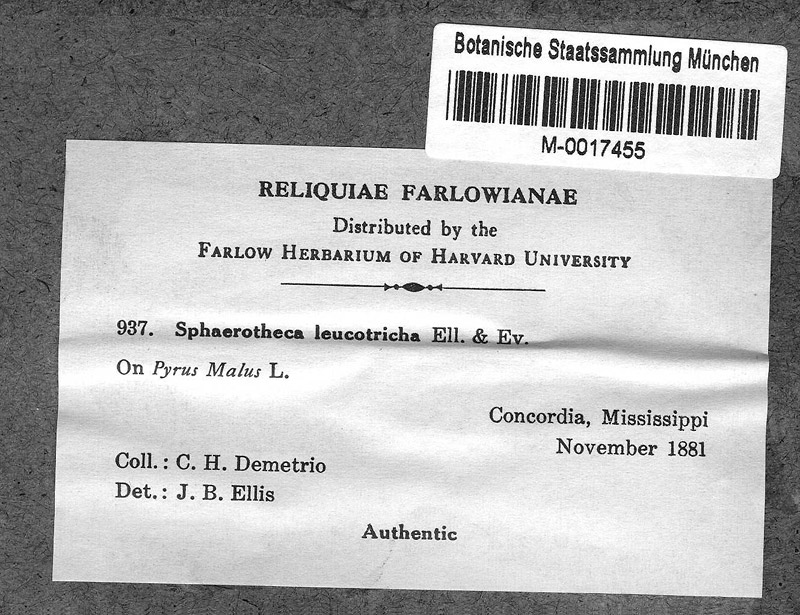 Botanische Staatssammlung München
M-0017455
RELIQUIAE FARLOWIANAE
Distributed by the
FARLOW HERBARIUM OF HARVARD UNIVERSITY
937. Sphaerotheca leucotricha Ell. & Ev.
On Pyrus Malus L.
Concordia, Mississippi
November 1881
Coll.: C. H. Demetrio
Det.: J. B. Ellis
Authentic